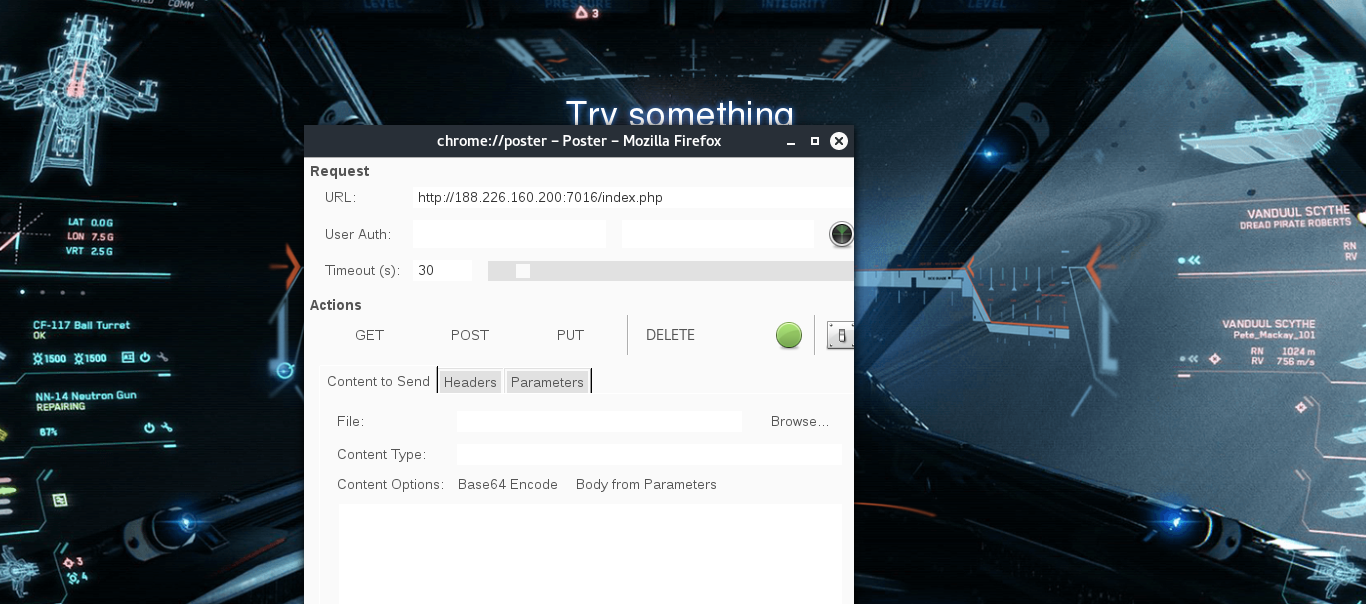 COMM
LEVEL
PRESSURE
INTEGRITY
LEVEL
3
Try something
chrome://poster – Poster – Mozilla Firefox
Request
URL: http://188.226.160.200:7016/index.php
User Auth:
Timeout (s): 30
Actions
GET POST PUT DELETE
Content to Send Headers Parameters
File: Browse...
Content Type:
Content Options: Base64 Encode Body from Parameters
LAT 0.0 G
LON 7.5 G
VRT 2.5 G
CF-117 Ball Turret
OK
1500 1500
NN-14 Neutron Gun
REPAIRING
67%
3
4
VANDUUL SCYTHE
DREAD PIRATE ROBERTS
RN
RV
VANDUUL SCYTHE
Pete_Mackay_101
RN 1024 m
RV 756 m/s